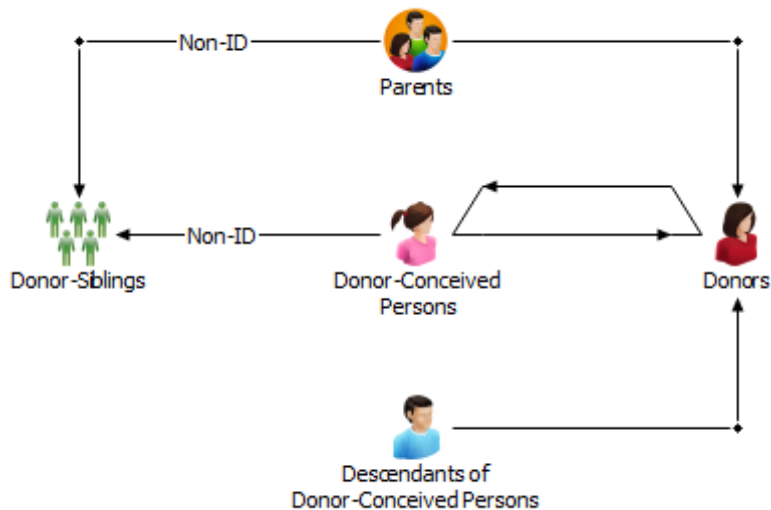 Non-ID
Parents
Non-ID
Donor-Siblings
Donor-Conceived
Persons
Donors
Descendants of
Donor-Conceived Persons